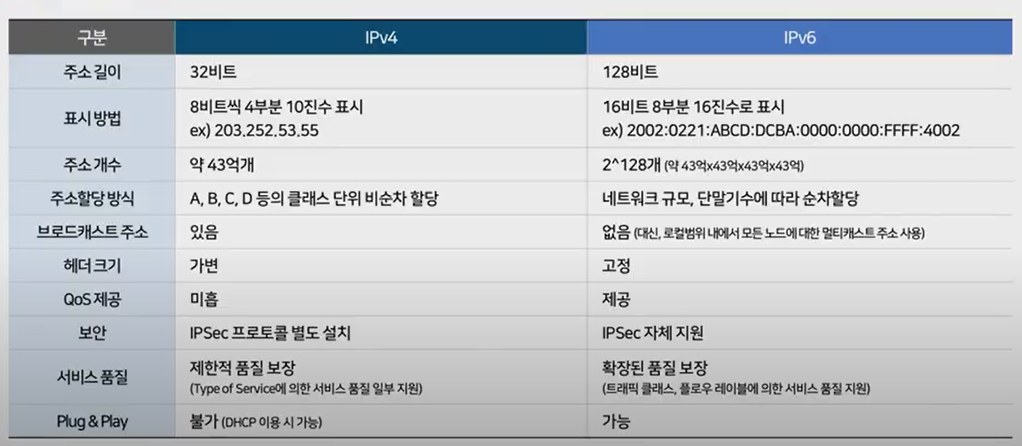 구분 IPv4 IPv6
주소 길이 32비트 128비트
표시 방법 8비트씩 4부분 10진수 표시 16비트 8부분 16진수로 표시
ex) 203.252.53.55 ex) 2002:0221:ABCD:DCBA:0000:0000:FFFF:4002
주소 개수 약 43억개 2^128개 (약 43억x43억x43억x43억)
주소할당 방식 A, B, C, D 등의 클래스 단위 비순차 할당 네트워크 규모, 단말기수에 따라 순차할당
브로드캐스트 주소 있음 없음 (대신, 로컬범위 내에서 모든 노드에 대한 멀티캐스트 주소 사용)
헤더 크기 가변 고정
QoS 제공 미흡 제공
보안 IPSec 프로토콜 별도 설치 IPSec 자체 지원
서비스 품질 제한적 품질 보장 확장된 품질 보장
(Type of Service에 의한 서비스 품질 일부 지원) (트래픽 클래스, 플로우 레이블에 의한 서비스 품질 지원)
Plug & Play 불가 (DHCP 이용 시 가능) 가능